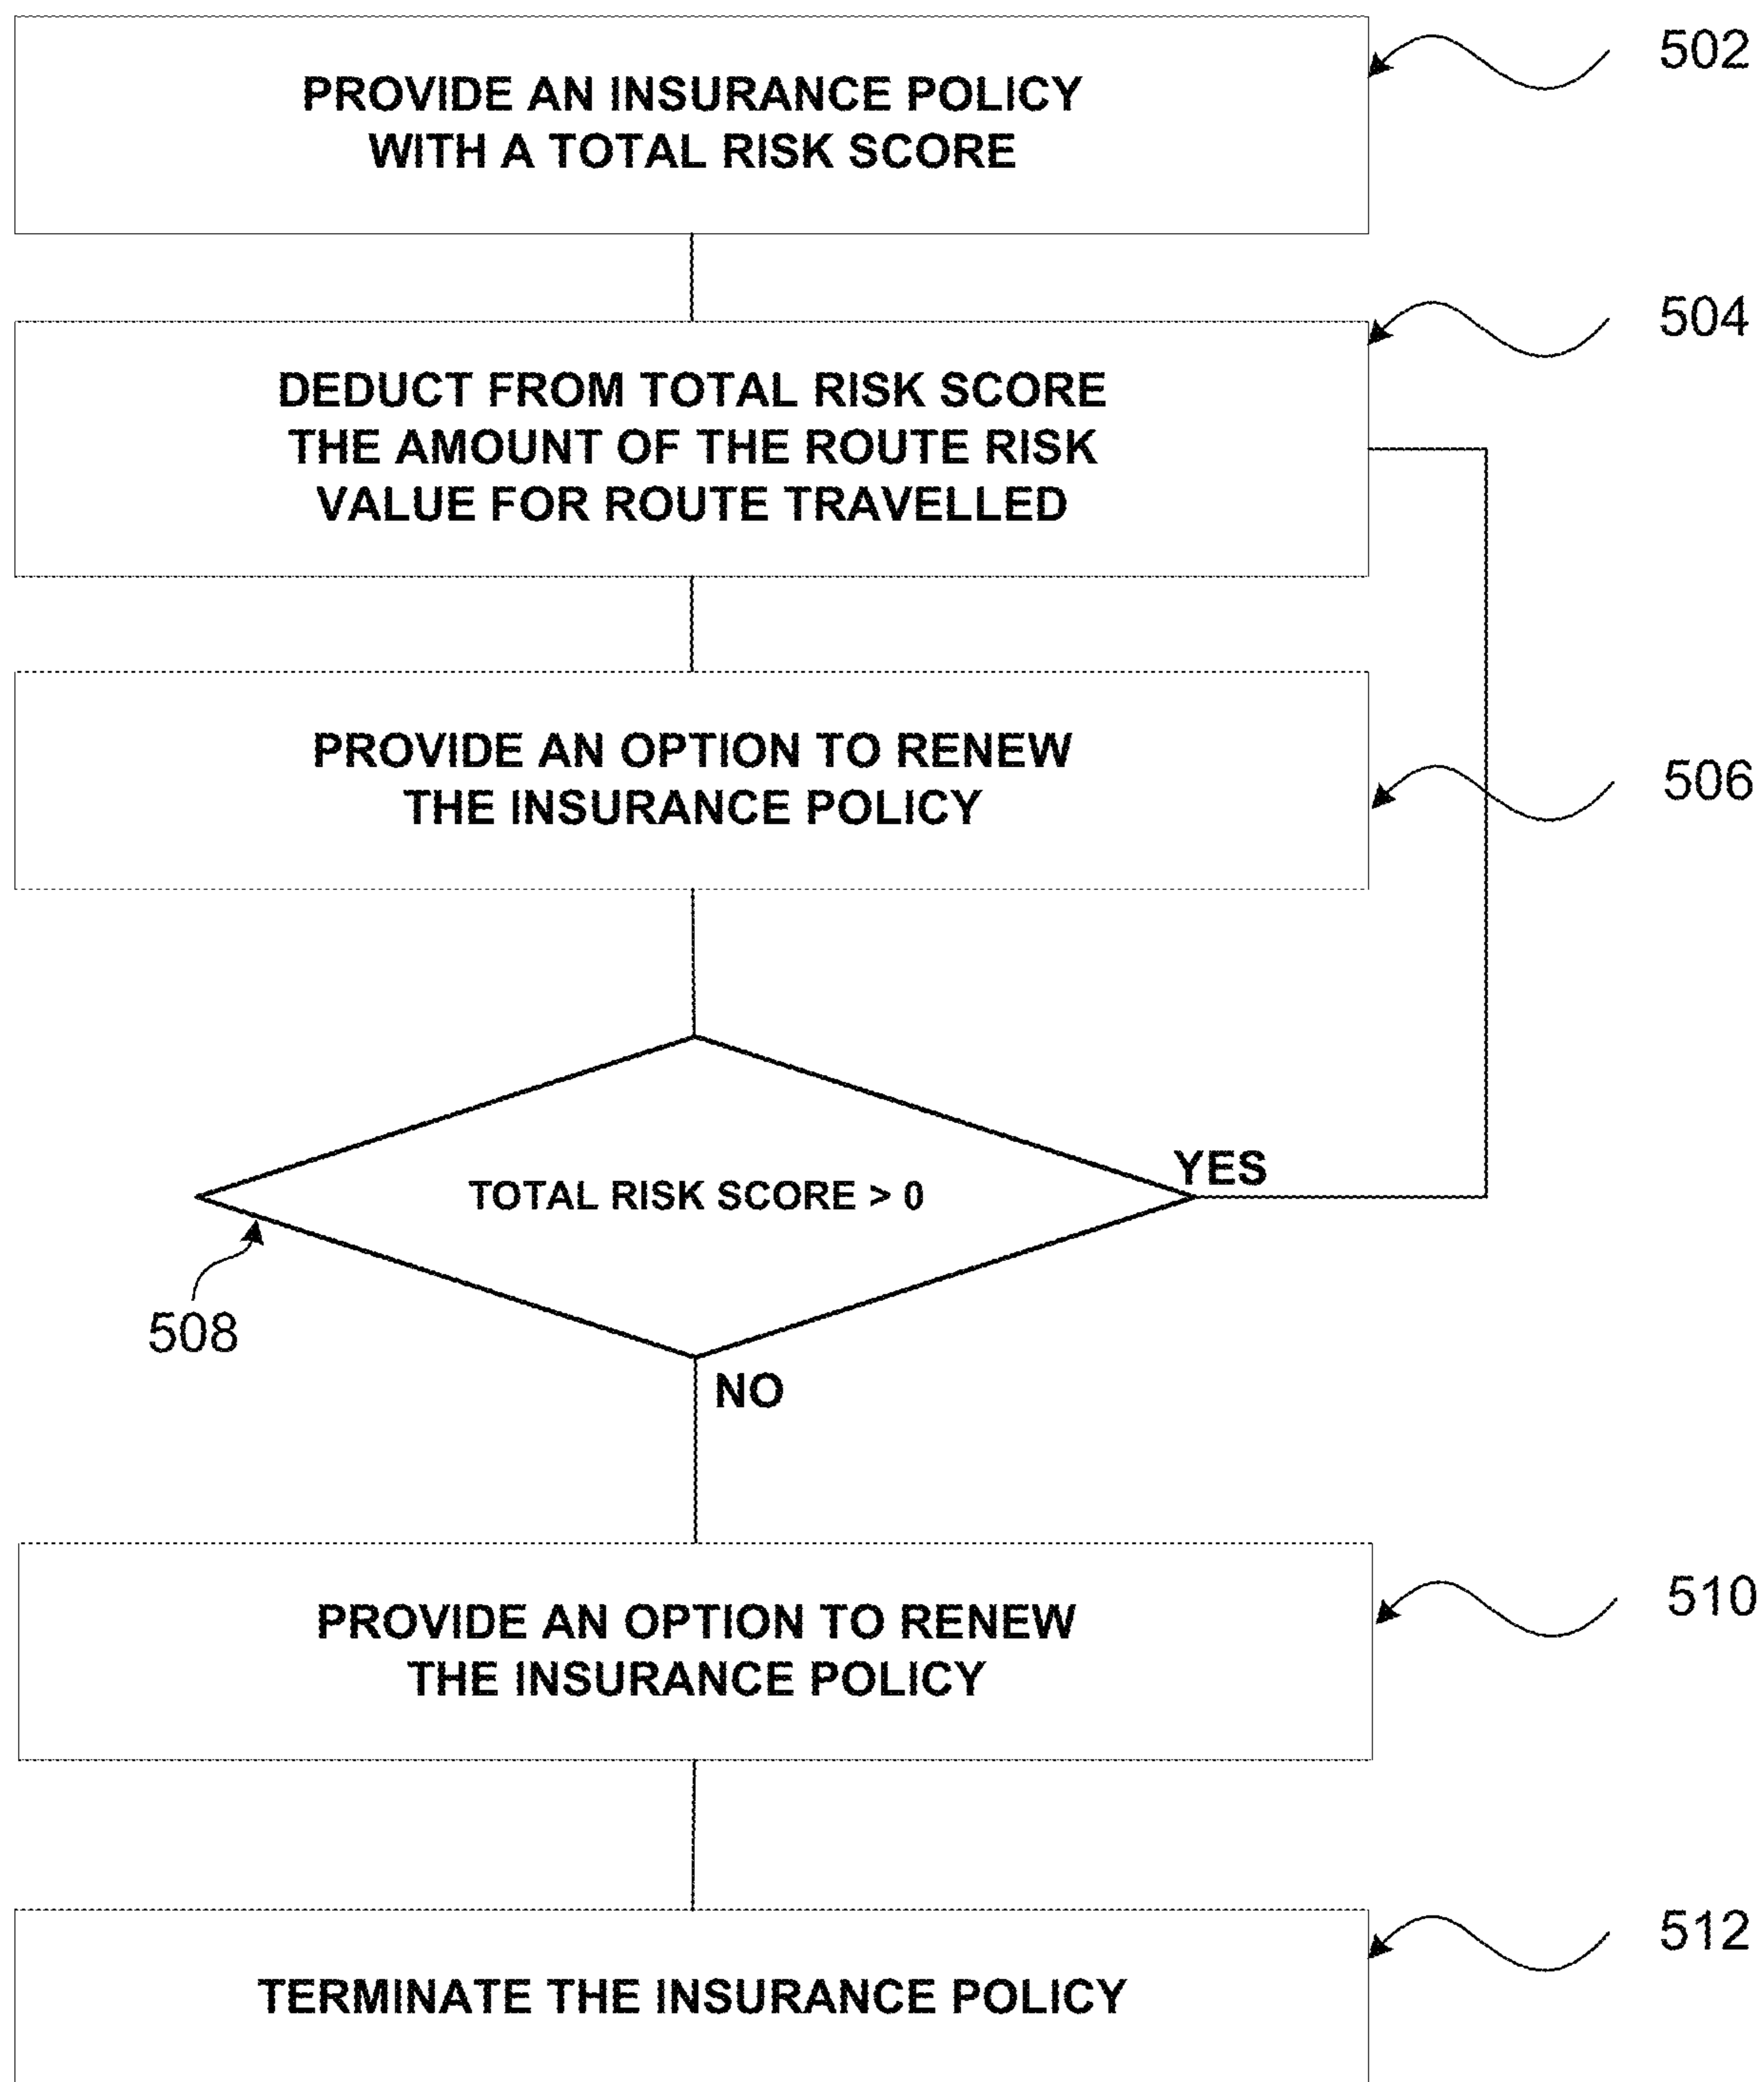 PROVIDE AN INSURANCE POLICY
WITH A TOTAL RISK SCORE
502
DEDUCT FROM TOTAL RISK SCORE
THE AMOUNT OF THE ROUTE RISK
VALUE FOR ROUTE TRAVELLED
504
PROVIDE AN OPTION TO RENEW
THE INSURANCE POLICY
506
TOTAL RISK SCORE > 0
YES
508
NO
PROVIDE AN OPTION TO RENEW
THE INSURANCE POLICY
510
TERMINATE THE INSURANCE POLICY
512